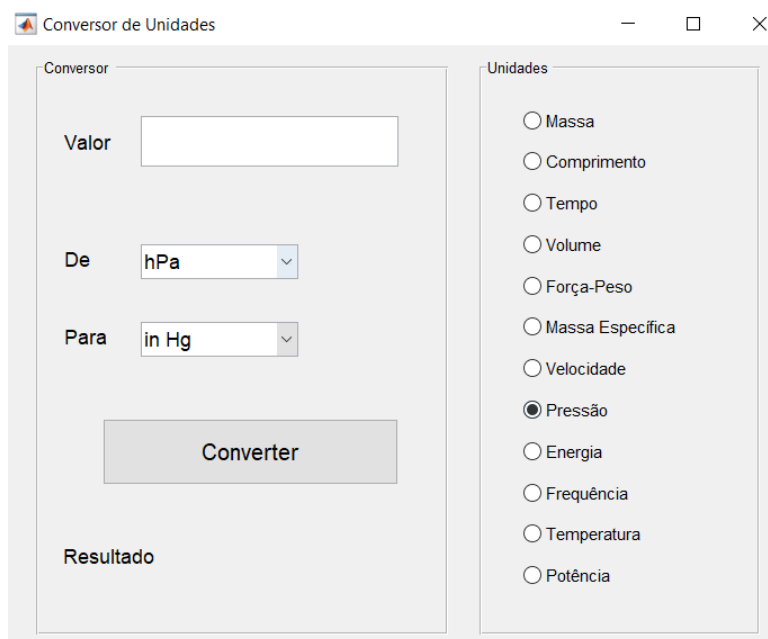 Conversor de Unidades
Conversor
Valor
De
hPa
Para
in Hg
Converter
Resultado
Unidades
Massa
Comprimento
Tempo
Volume
Força-Peso
Massa Específica
Velocidade
Pressão
Energia
Frequência
Temperatura
Potência